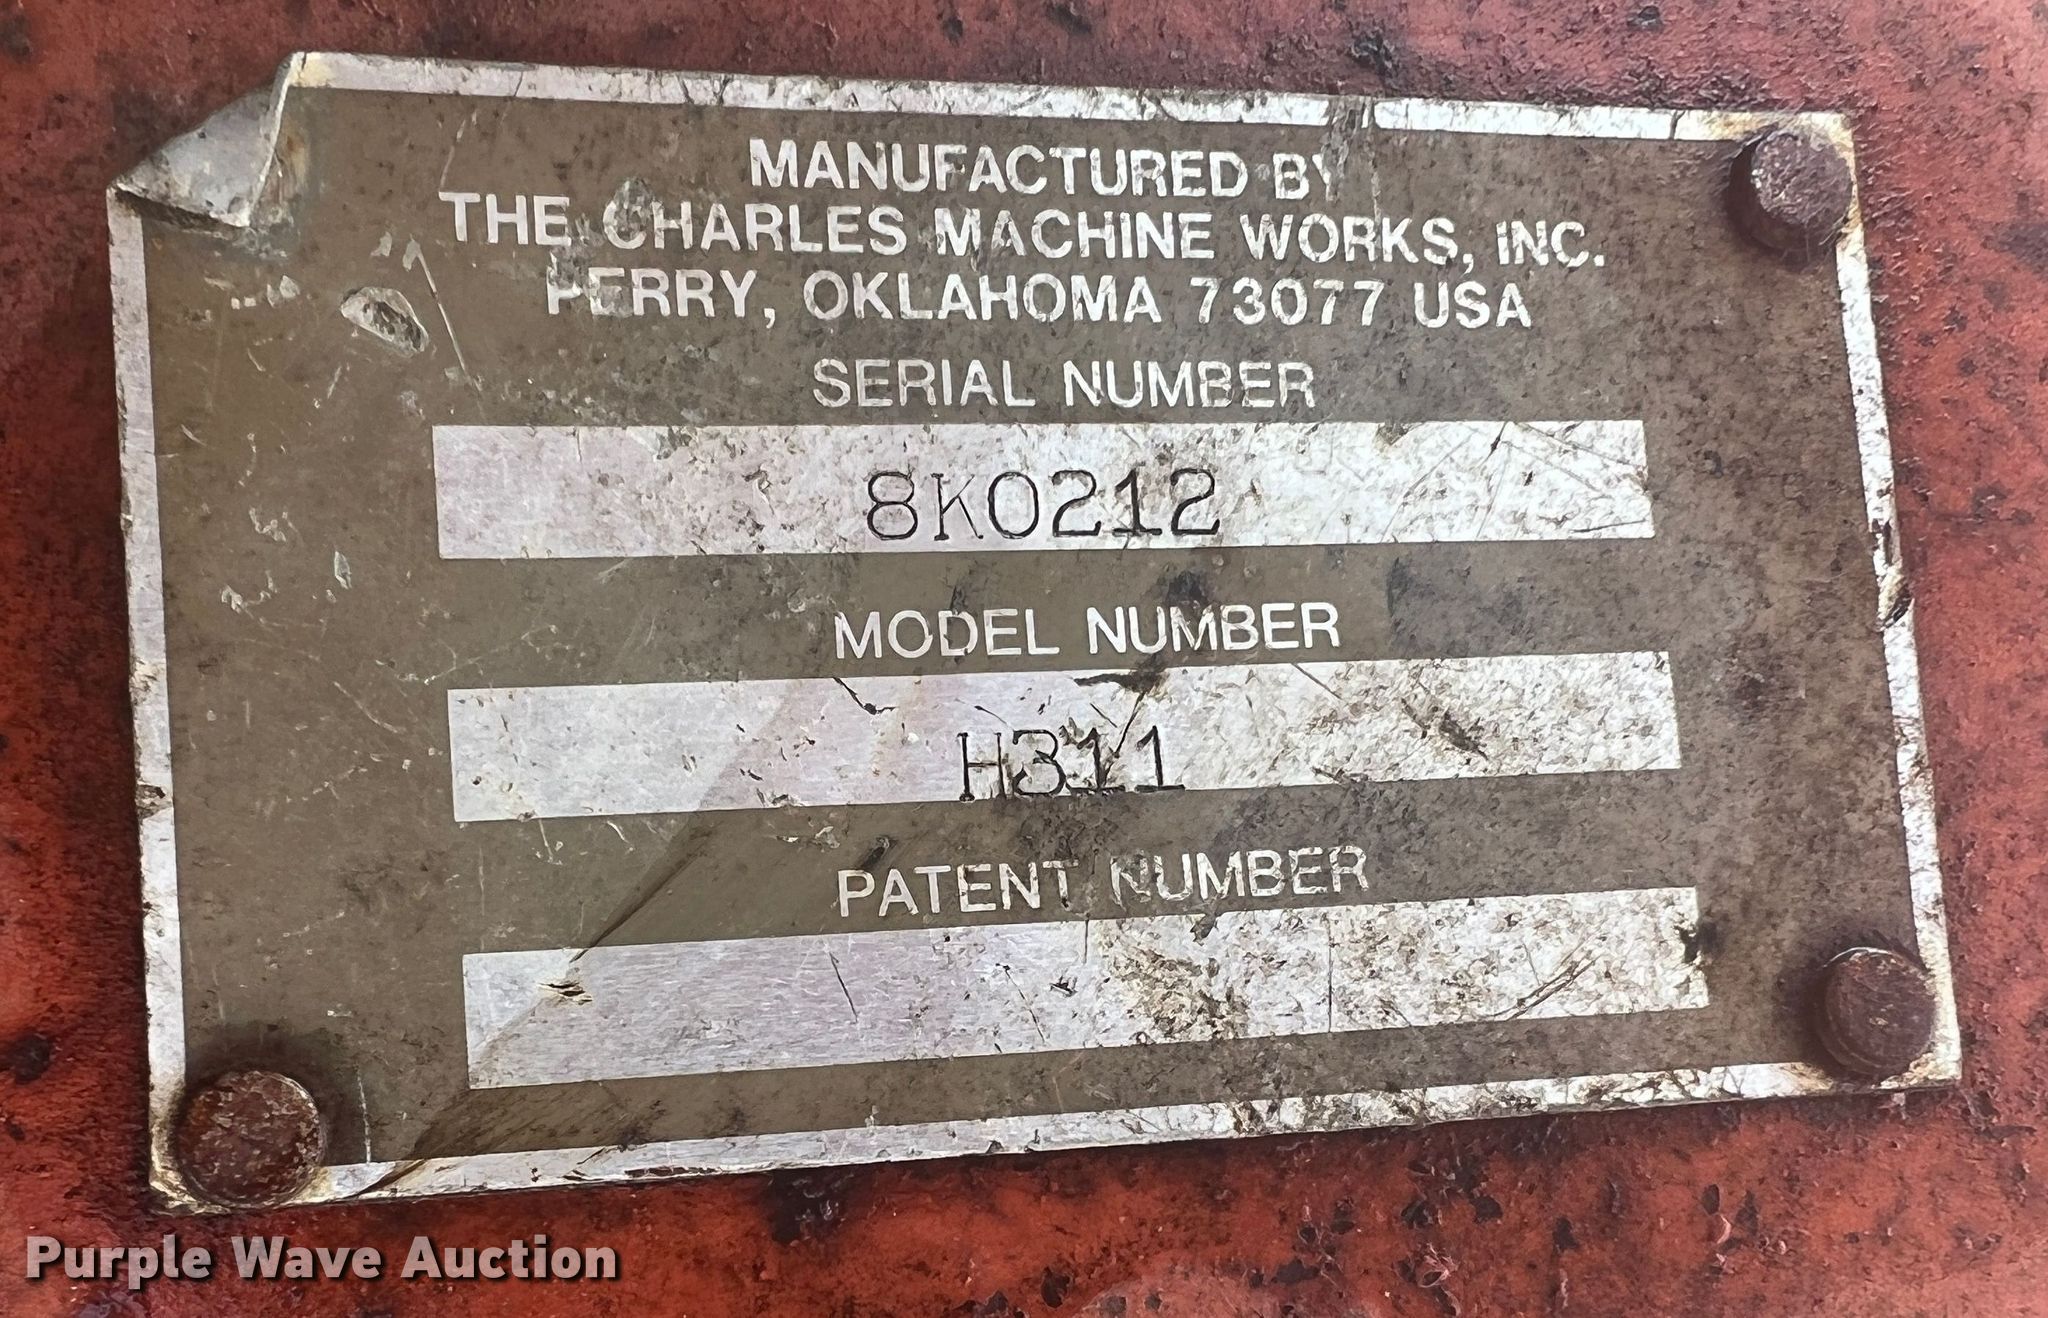 MANUFACTURED BY
THE CHARLES MACHINE WORKS, INC.
PERRY, OKLAHOMA 73077 USA
SERIAL NUMBER
8K0212
MODEL NUMBER
H311
PATENT NUMBER
Purple Wave Auction